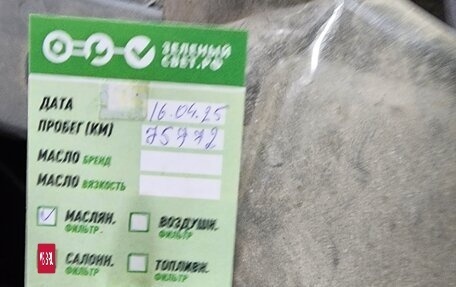 ЗЕЛЕНЫЙ
СВЕТ.РФ
ДАТА 16.04.25
ПРОБЕГ (КМ) 75772
МАСЛО БРЕНД
МАСЛО ВЯЗКОСТЬ
МАСЛЯН. ФИЛЬТР
ВОЗДУШН. ФИЛЬТР
САЛОНН. ФИЛЬТР
ТОПЛИВН. ФИЛЬТР